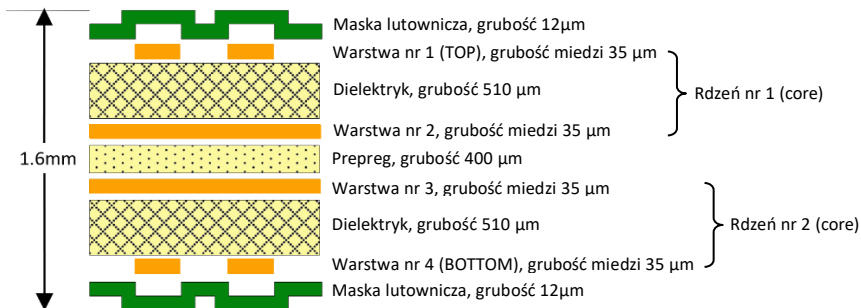 Maska lutownicza, grubość 12µm
Warstwa nr 1 (TOP), grubość miedzi 35 µm
Dielektryk, grubość 510 µm
Rdzeń nr 1 (core)
Warstwa nr 2, grubość miedzi 35 µm
1.6mm
Prepreg, grubość 400 µm
Warstwa nr 3, grubość miedzi 35 µm
Dielektryk, grubość 510 µm
Rdzeń nr 2 (core)
Warstwa nr 4 (BOTTOM), grubość miedzi 35 µm
Maska lutownicza, grubość 12µm